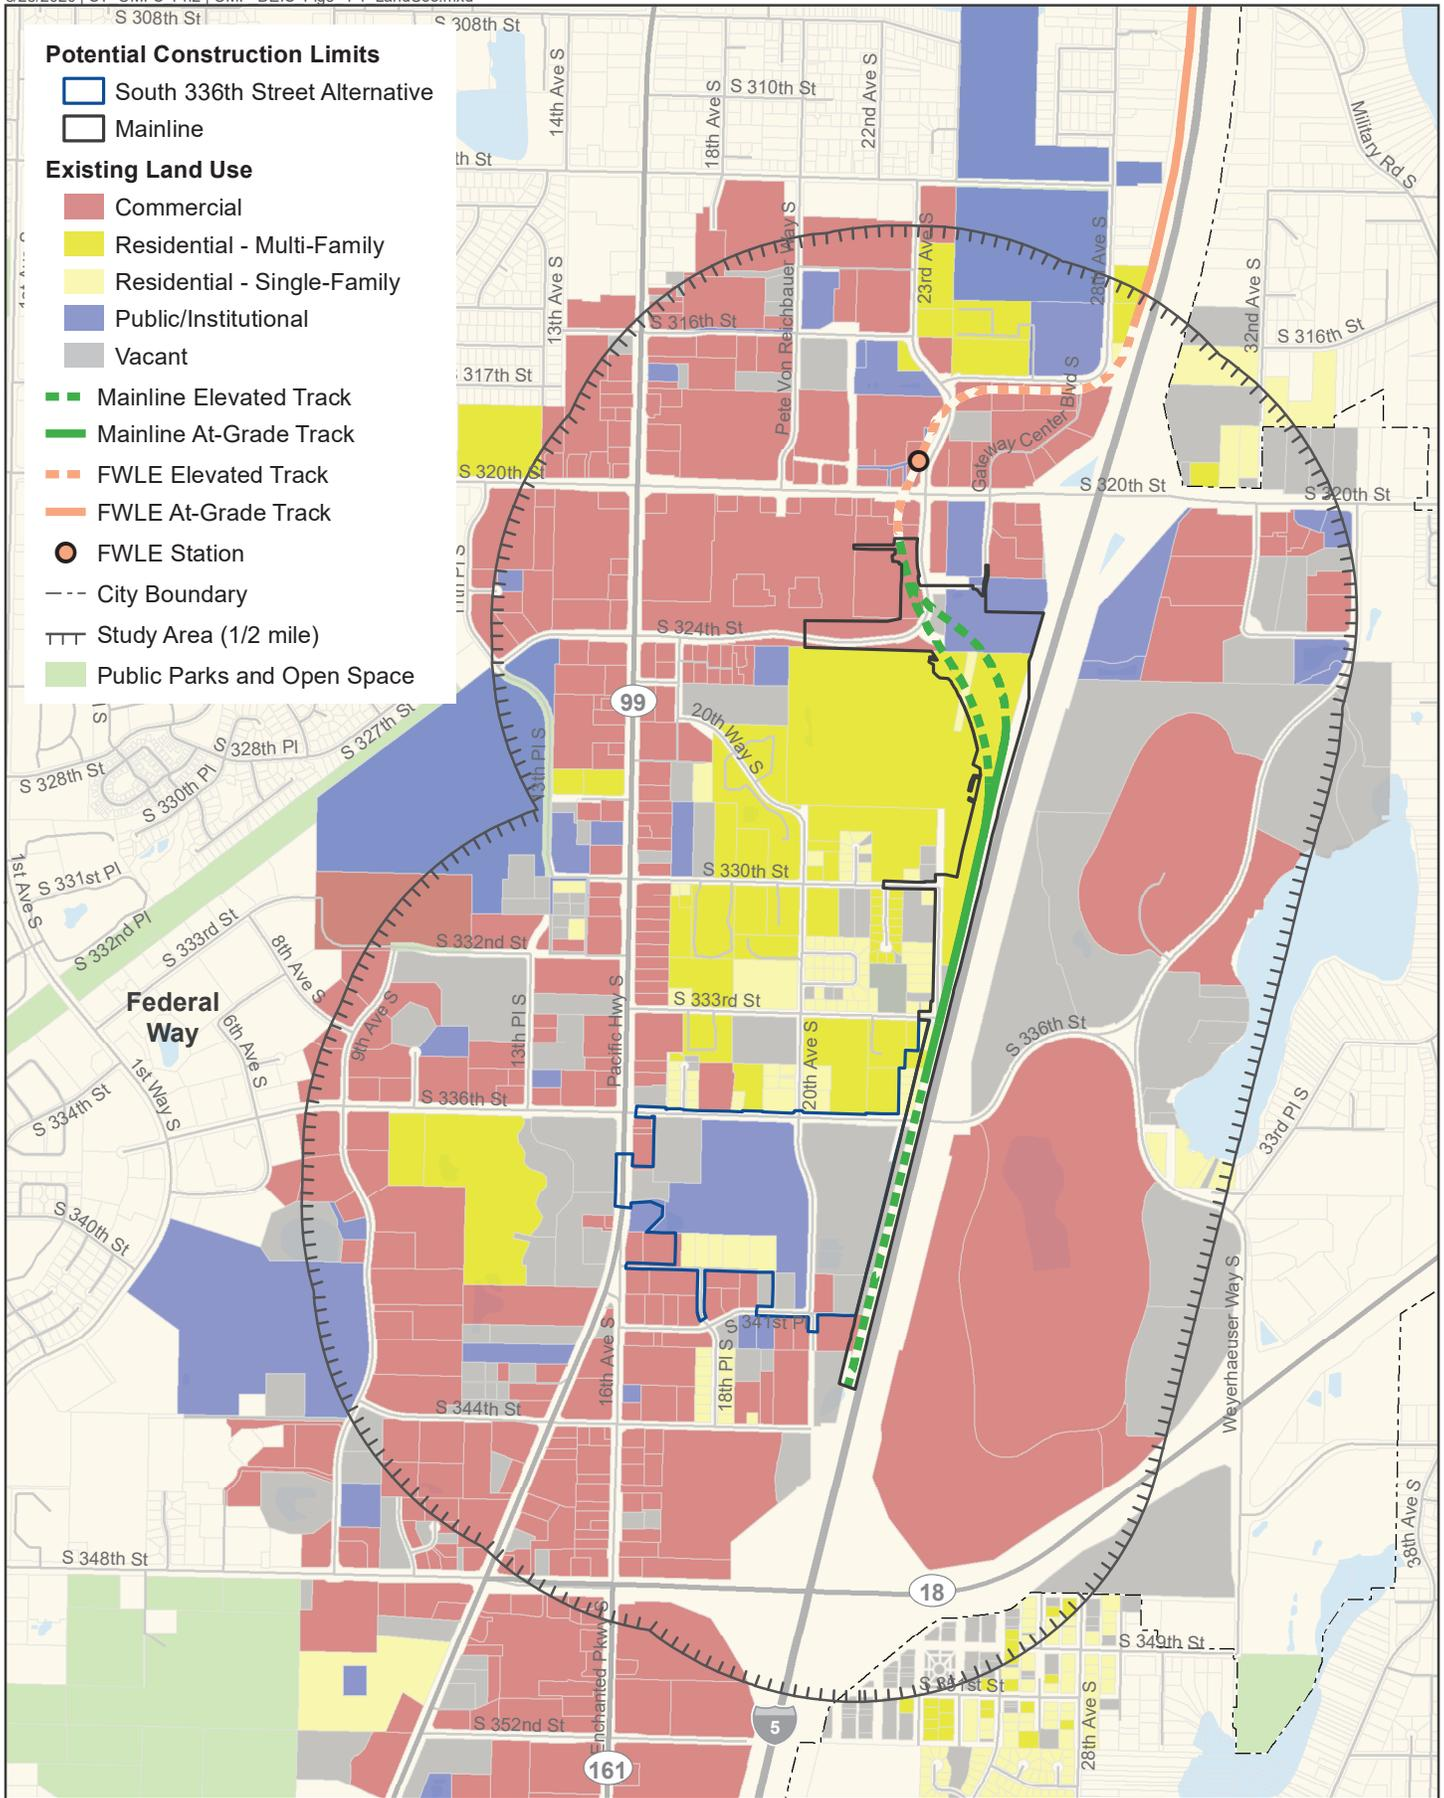 S 308th St
S 308th St
Potential Construction Limits
South 336th Street Alternative
Mainline
Existing Land Use
Commercial
Residential - Multi-Family
Residential - Single-Family
Public/Institutional
Vacant
Mainline Elevated Track
Mainline At-Grade Track
FWLE Elevated Track
FWLE At-Grade Track
FWLE Station
City Boundary
Study Area (1/2 mile)
Public Parks and Open Space
14th Ave S
18th Ave S
S 310th St
22nd Ave S
Military Rd S
th St
13th Ave S
Pete Von Reichbauer Way S
23rd Ave S
28th Ave S
32nd Ave S
S 316th St
S 316th St
317th St
Gateway Center Blvd S
S 320th St
S 320th St
S 320th St
11th Pl S
S 324th St
99
20th Way S
13th Pl S
S 327th St
S 328th Pl
S 328th St
S 330th Pl
Pl S
1st Ave S
S 331st Pl
S 330th St
S 332nd Pl
S 333rd St
8th Ave S
S 332nd St
Federal
Way
6th Ave S
9th Ave S
13th Pl S
Pacific Hwy S
S 333rd St
20th Ave S
S 336th St
S 334th St
1st Way S
S 336th St
33rd Pl S
S 340th St
S 341st P
16th Ave S
18th Pl S
Weyerhaeuser Way S
S 344th St
38th Ave S
S 348th St
18
S 349th St
S 351st St
Enchanted Pkwy S
S 352nd St
5
28th Ave S
161